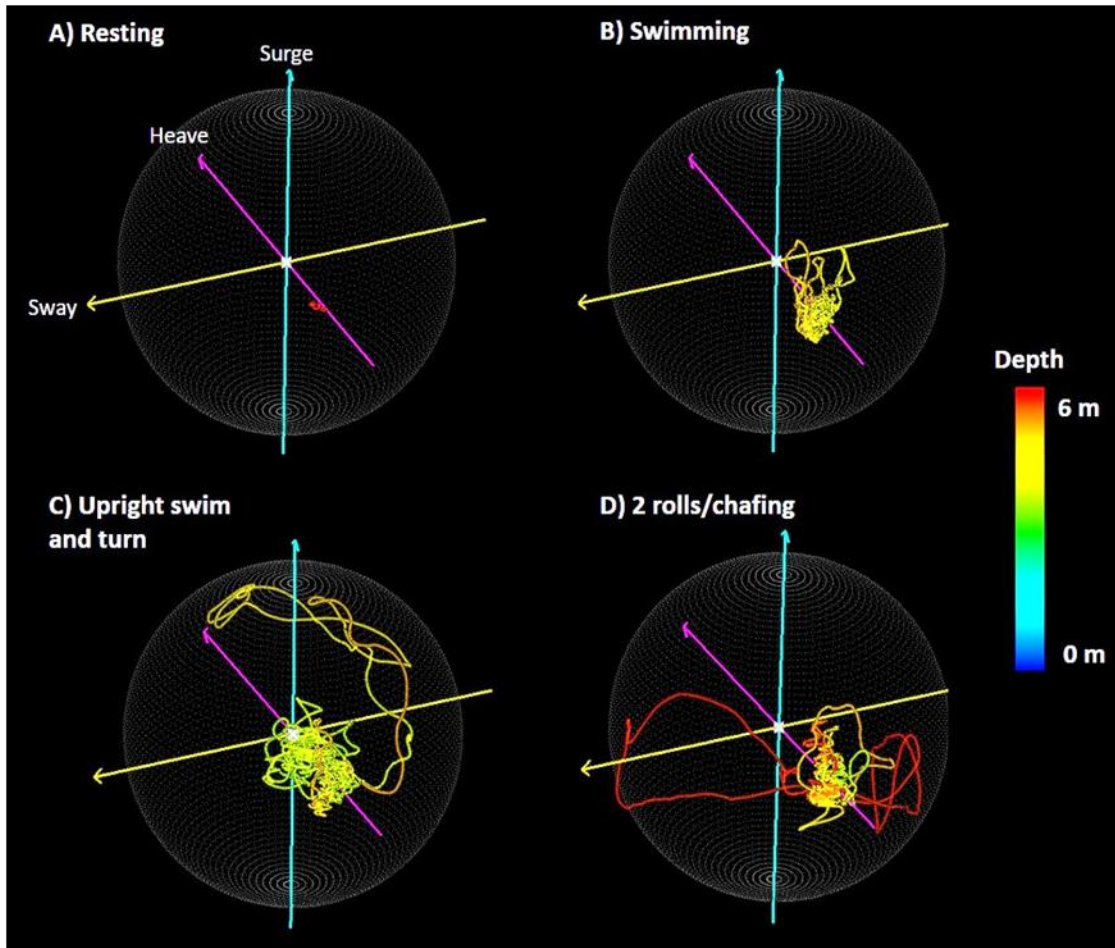 A) Resting
B) Swimming
Surge
Heave
Sway
Depth
6 m
0 m
C) Upright swim
and turn
D) 2 rolls/chafing